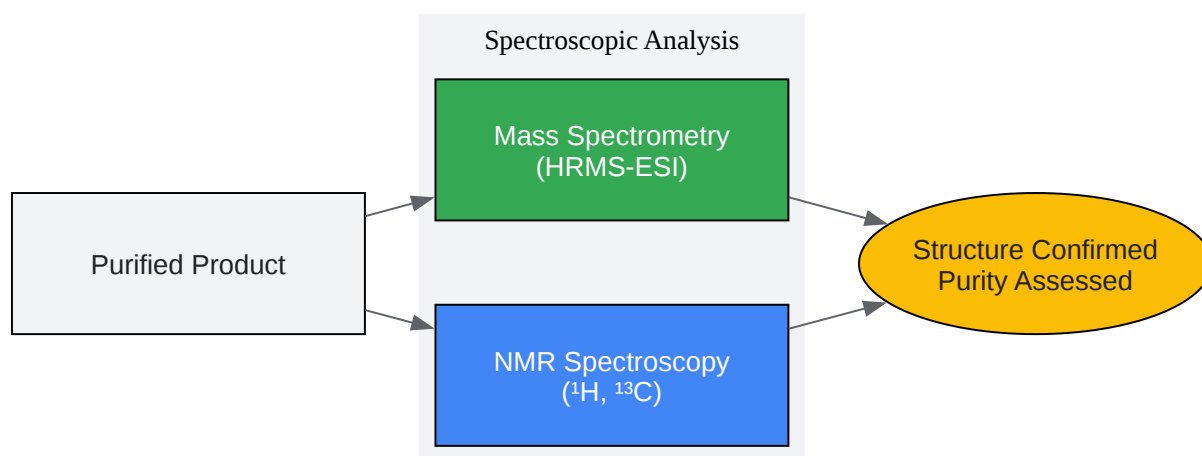 Spectroscopic Analysis
Mass Spectrometry
(HRMS-ESI)
Purified Product
Structure Confirmed
Purity Assessed
NMR Spectroscopy
(¹H, ¹³C)